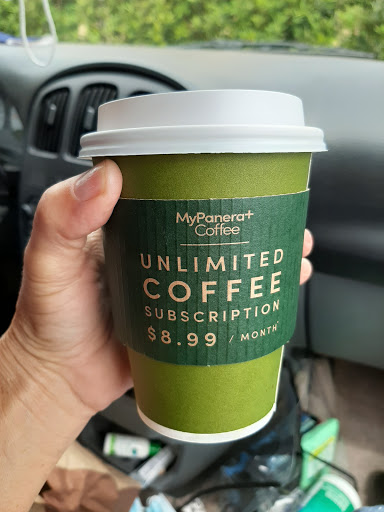 MyPanera+
Coffee
UNLIMITED
COFFEE
SUBSCRIPTION
$8.99 / MONTH*